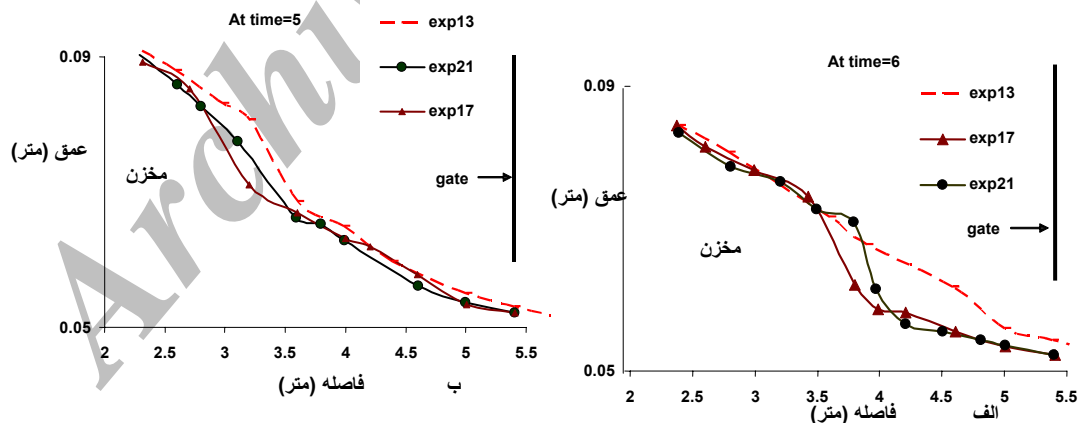 At time=5
exp13
exp21
exp17
0.09
0.05
عمق (متر)
مخزن
gate
2 2.5 3 3.5 4 4.5 5 5.5
فاصله (متر)
ب
At time=6
exp13
exp17
exp21
0.09
0.05
عمق (متر)
مخزن
gate
2 2.5 3 3.5 4 4.5 5 5.5
فاصله (متر)
الف